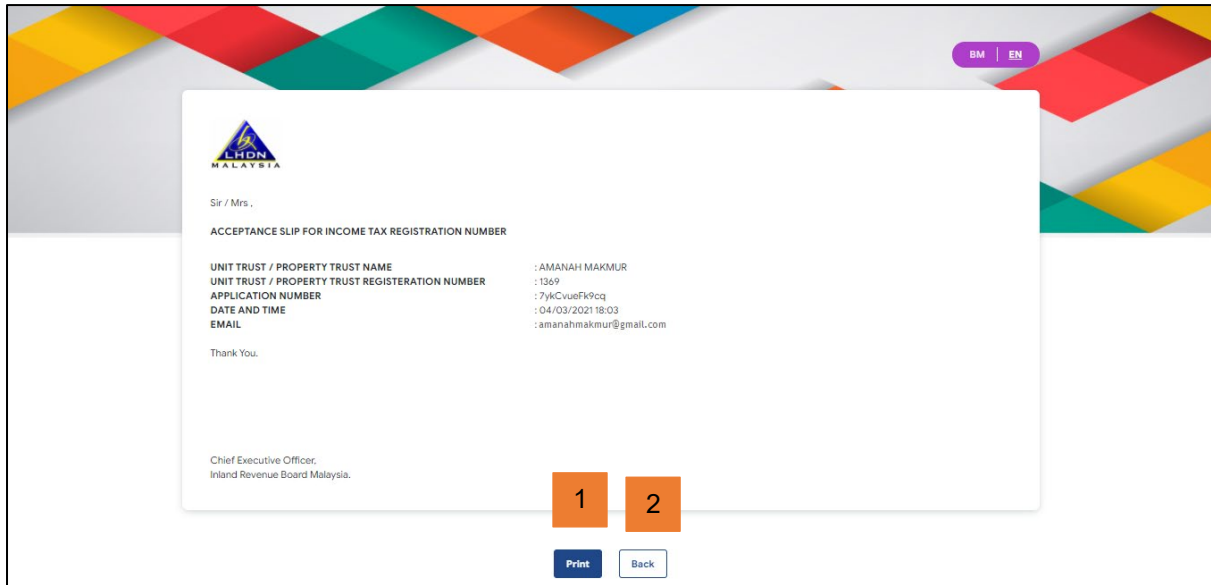 BM | EN
LHDN
MALAYSIA
Sir / Mrs ,
ACCEPTANCE SLIP FOR INCOME TAX REGISTRATION NUMBER
UNIT TRUST / PROPERTY TRUST NAME : AMANAH MAKMUR
UNIT TRUST / PROPERTY TRUST REGISTERATION NUMBER : 1369
APPLICATION NUMBER : 7ykCvueFk9cq
DATE AND TIME : 04/03/2021 18:03
EMAIL : amanahmakmur@gmail.com
Thank You.
Chief Executive Officer,
Inland Revenue Board Malaysia.
1 2
Print Back